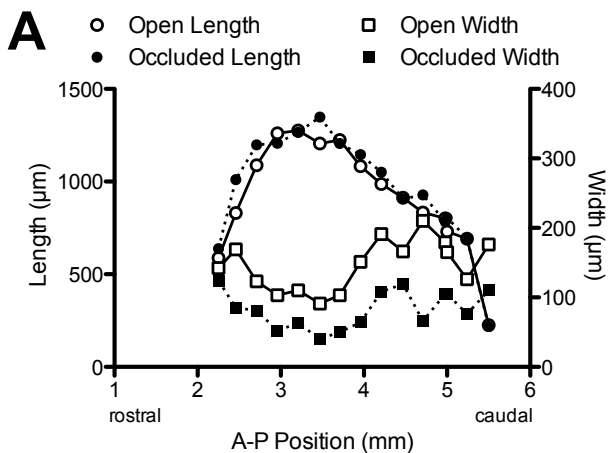 A
Open Length
Open Width
Occluded Length
Occluded Width
1500
1000
500
0
Length (µm)
400
300
200
100
0
Width (µm)
1 2 3 4 5 6
rostral caudal
A-P Position (mm)